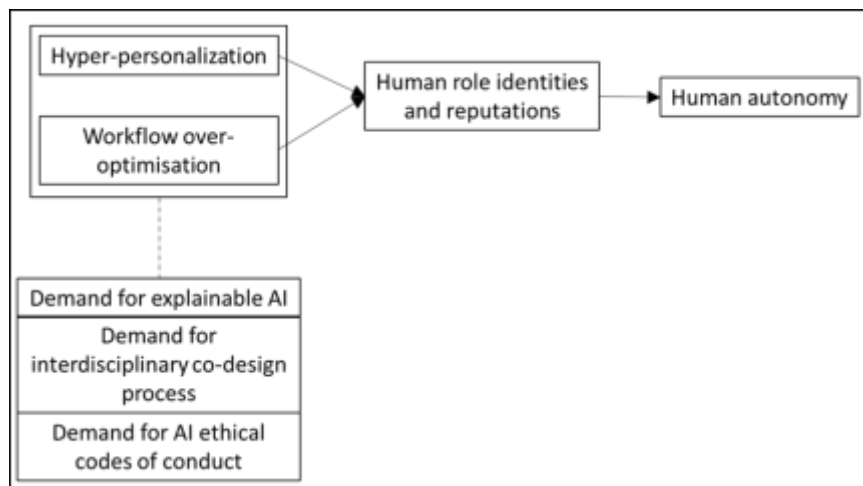 Hyper-personalization
Workflow over-
optimisation
Human role identities
and reputations
Human autonomy
Demand for explainable AI
Demand for
interdisciplinary co-design
process
Demand for AI ethical
codes of conduct